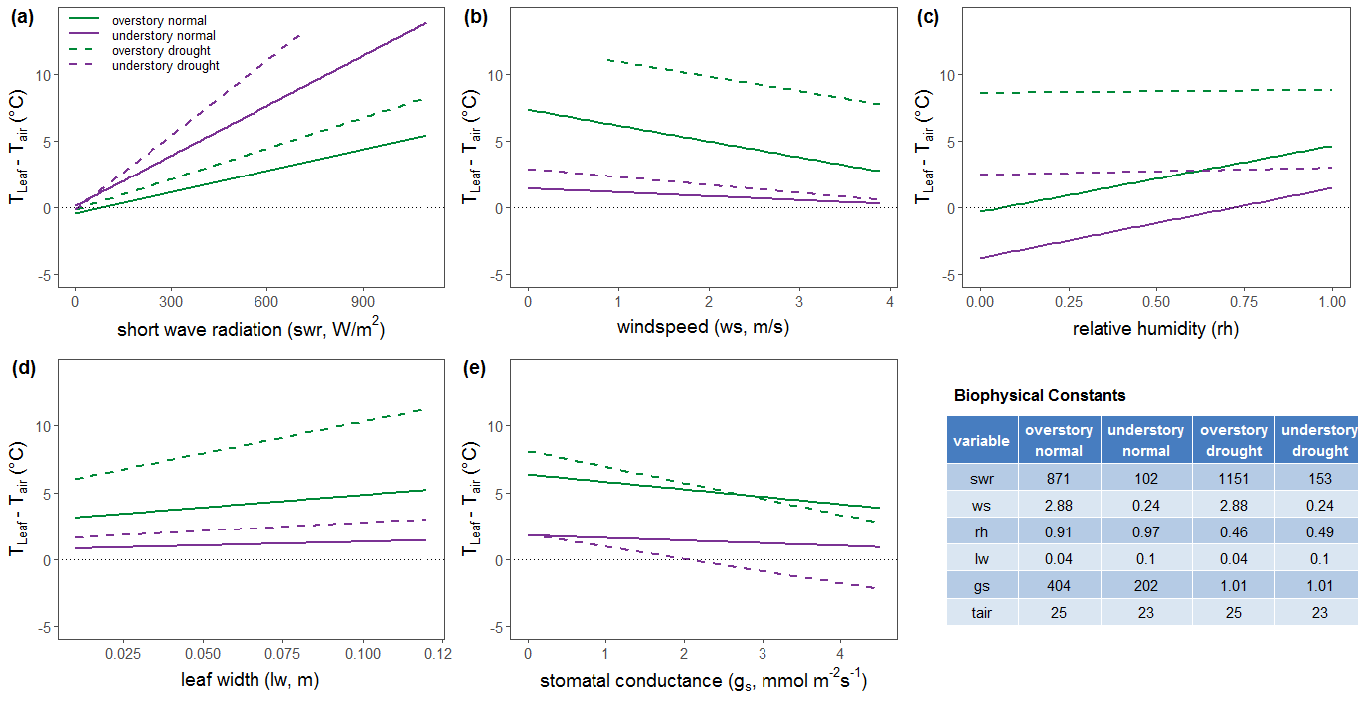 (a)
overstory normal
understory normal
overstory drought
understory drought
T_Leaf - T_air (°C)
10
5
0
-5
0 300 600 900
short wave radiation (swr, W/m²)
(b)
T_Leaf - T_air (°C)
10
5
0
-5
0 1 2 3 4
windspeed (ws, m/s)
(c)
T_Leaf - T_air (°C)
10
5
0
-5
0.00 0.25 0.50 0.75 1.00
relative humidity (rh)
(d)
T_Leaf - T_air (°C)
10
5
0
-5
0.025 0.050 0.075 0.100 0.12
leaf width (lw, m)
(e)
T_Leaf - T_air (°C)
10
5
0
-5
0 1 2 3 4
stomatal conductance (gₛ, mmol m⁻²s⁻¹)
Biophysical Constants
variable overstory normal understory normal overstory drought understory drought
swr 871 102 1151 153
ws 2.88 0.24 2.88 0.24
rh 0.91 0.97 0.46 0.49
lw 0.04 0.1 0.04 0.1
gs 404 202 1.01 1.01
tair 25 23 25 23